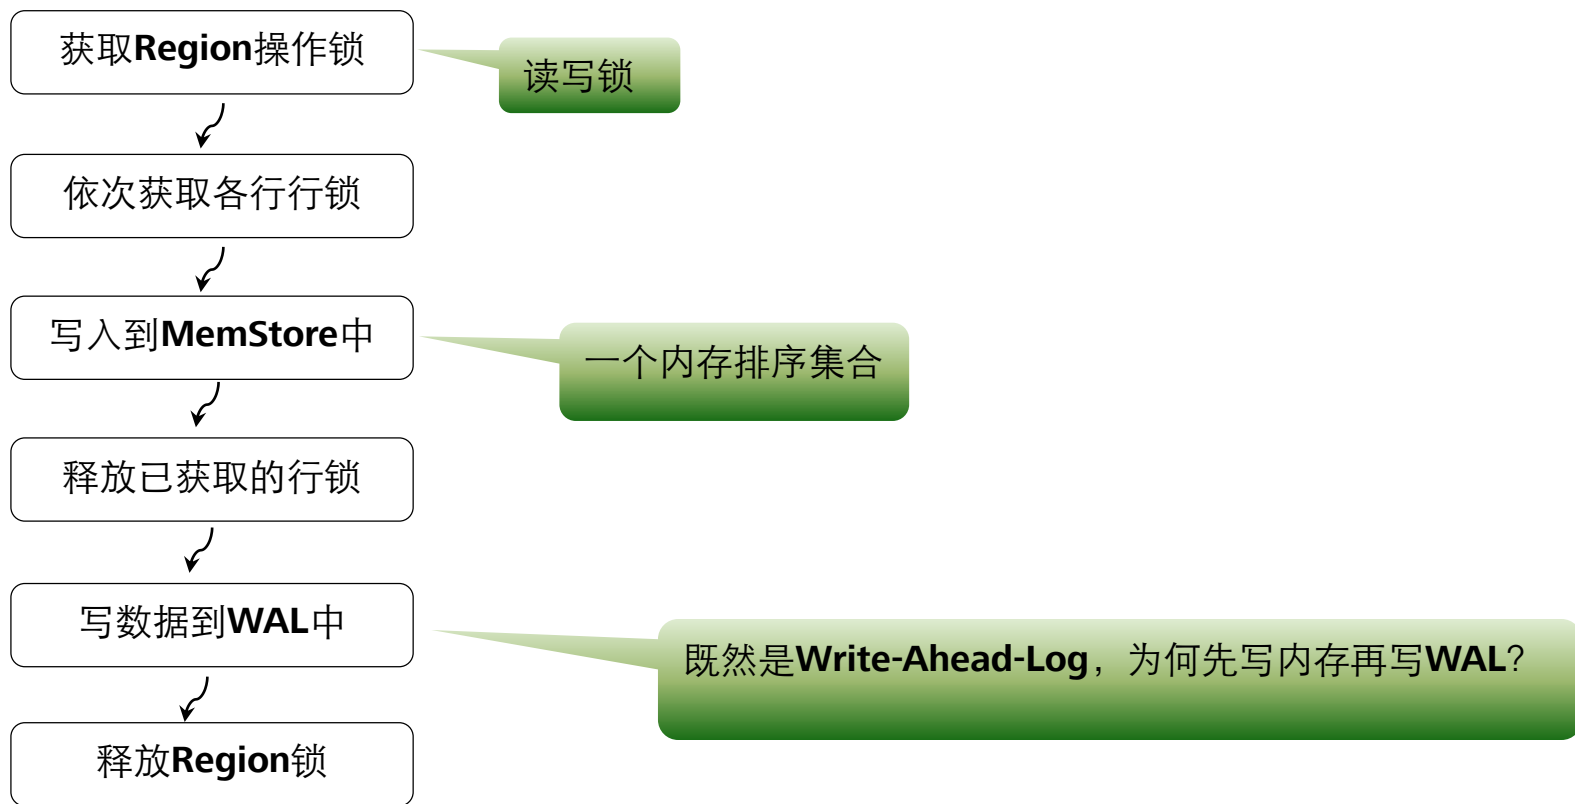 获取Region操作锁
读写锁
依次获取各行行锁
写入到MemStore中
一个内存排序集合
释放已获取的行锁
写数据到WAL中
既然是Write-Ahead-Log，为何先写内存再写WAL？
释放Region锁